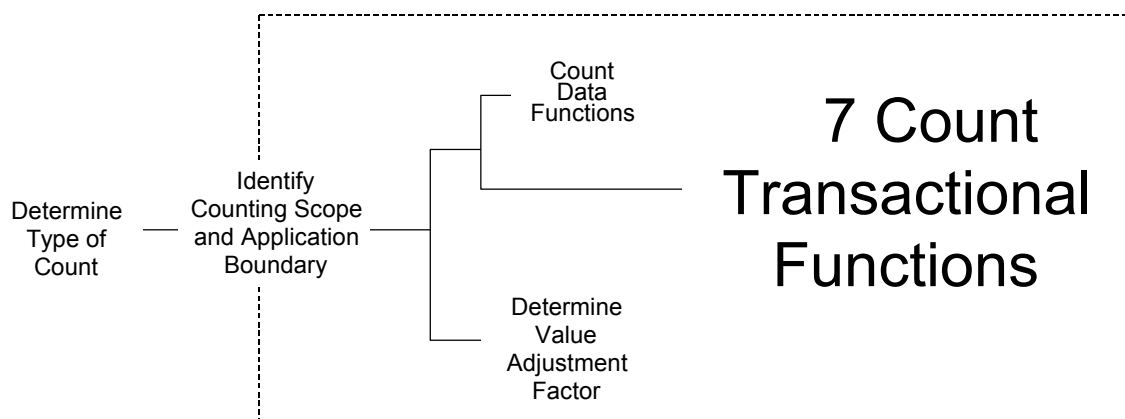 Determine
Type of
Count
Identify
Counting Scope
and Application
Boundary
Count
Data
Functions
7 Count
Transactional
Functions
Determine
Value
Adjustment
Factor